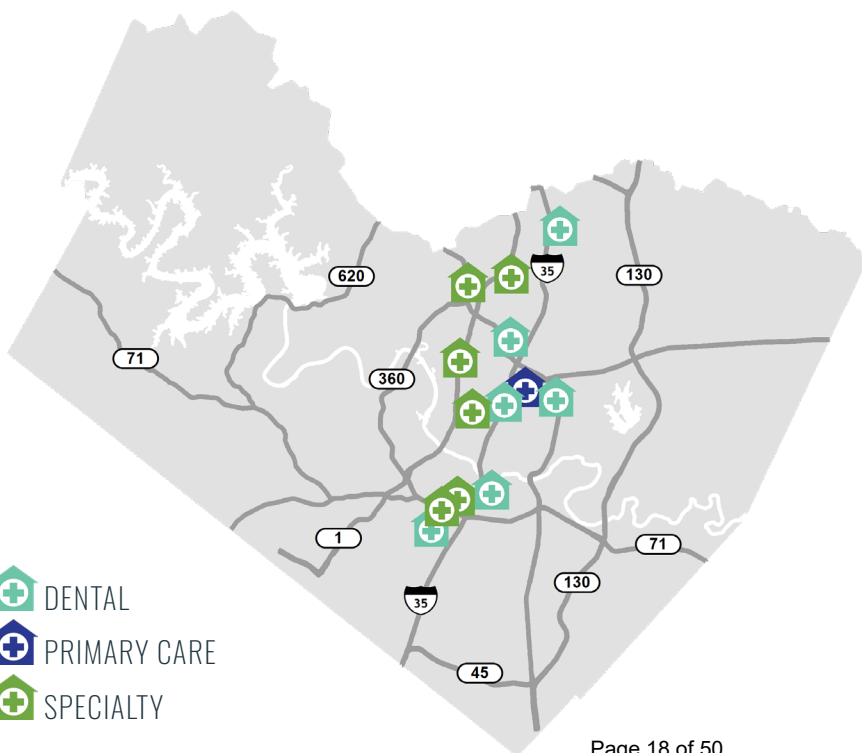 35
620
130
71
360
1
71
130
35
45
DENTAL
PRIMARY CARE
SPECIALTY
Page 18 of 50